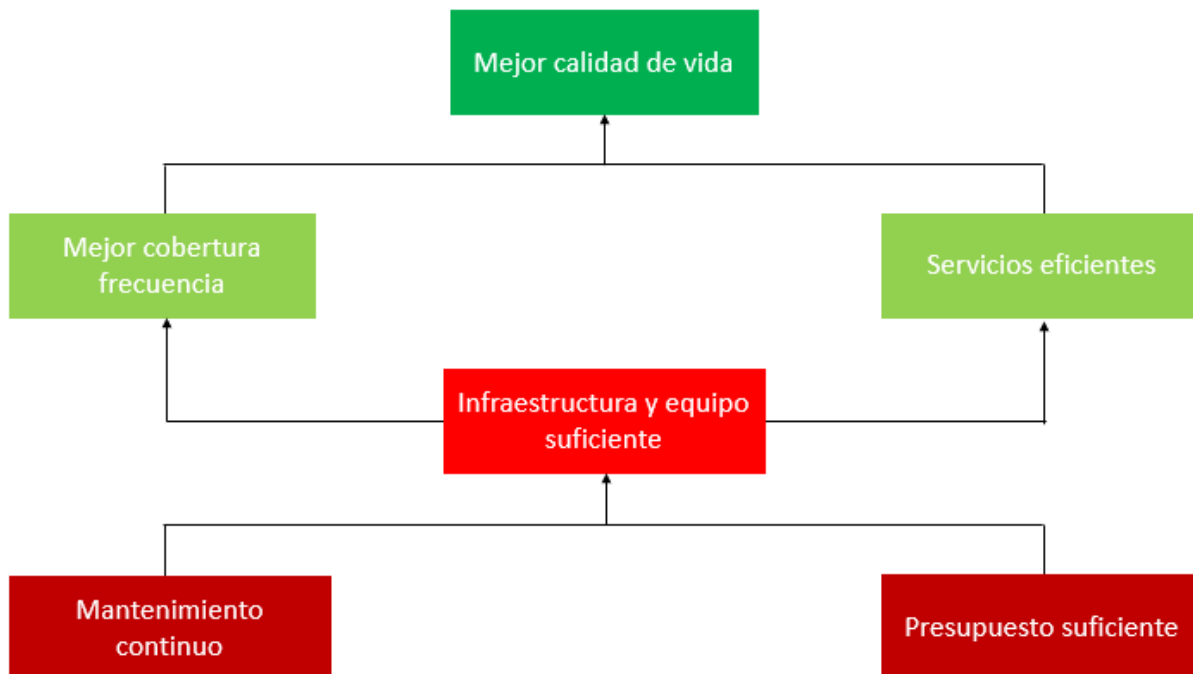 Mejor calidad de vida
Mejor cobertura
frecuencia
Servicios eficientes
Infraestructura y equipo
suficiente
Mantenimiento
continuo
Presupuesto suficiente